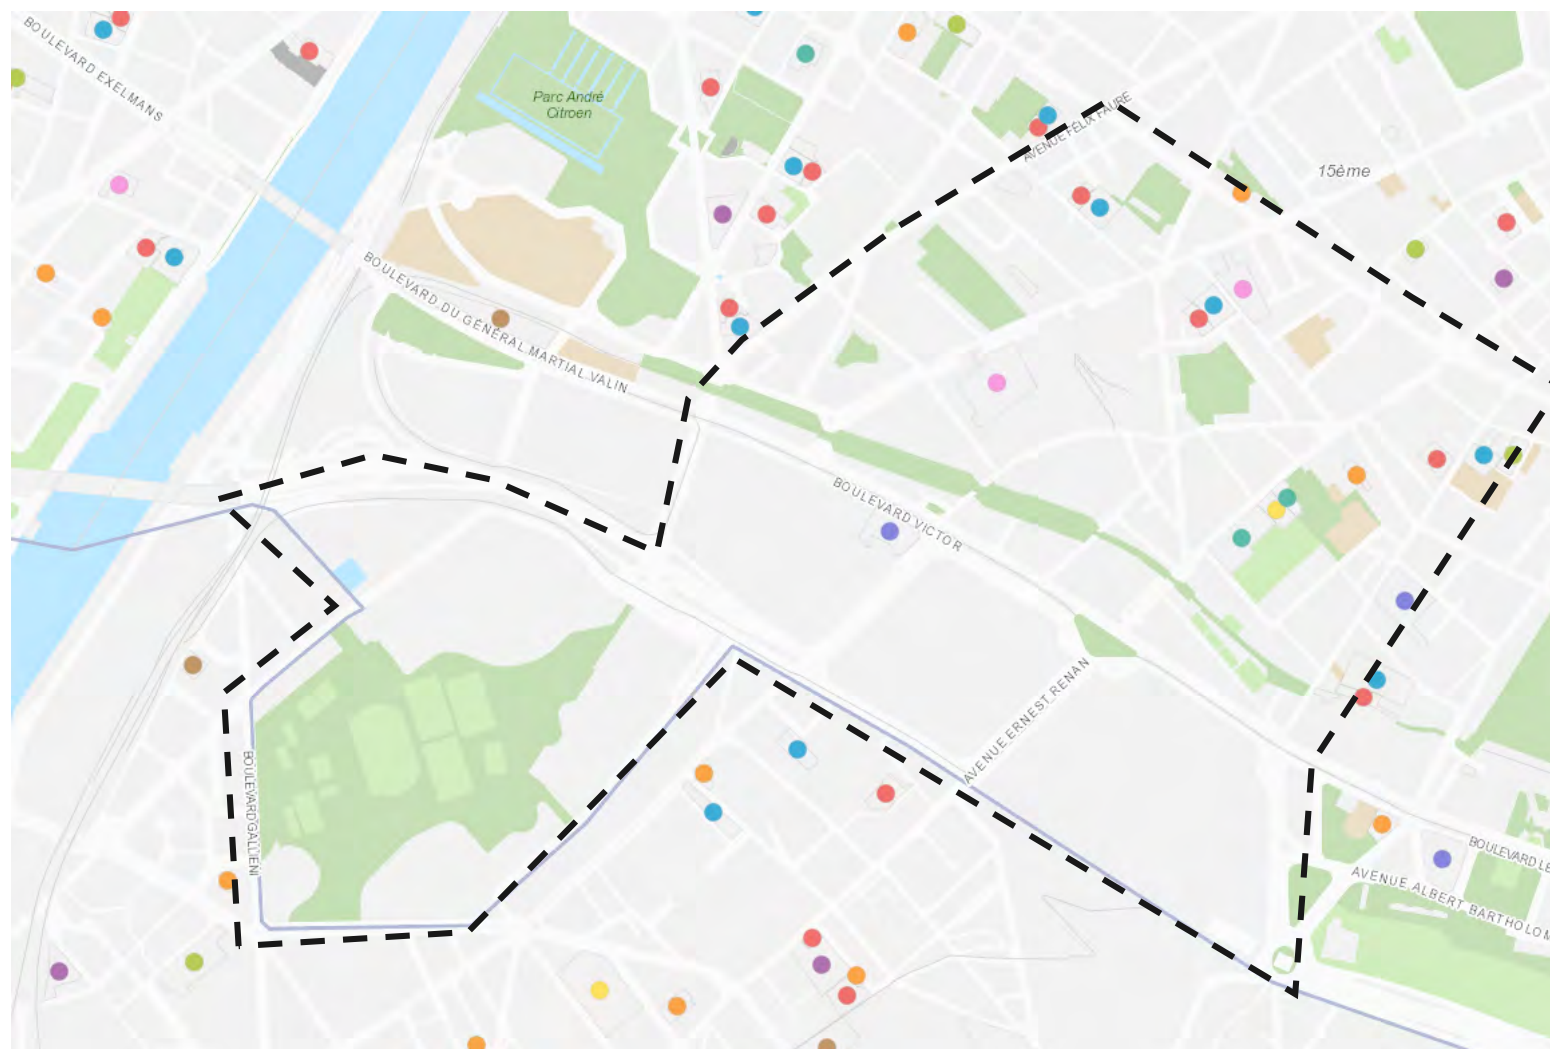 BOULEVARD EXELMANS
Parc André
Citroen
AVENUE FÉLIX FAURE
15ème
BOULEVARD DU GÉNÉRAL MARTIAL VALIN
BOULEVARD VICTOR
AVENUE ERNEST RENAN
BOULEVARD GALLIENI
BOULEVARD LE
AVENUE ALBERT BARTHOLOM